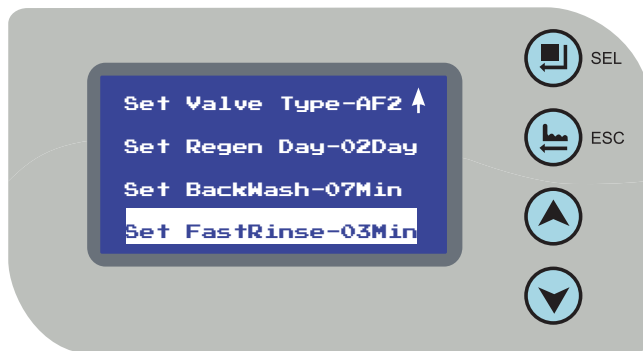 Set Valve Type-AF2
Set Regen Day-02Day
Set BackWash-07Min
Set FastRinse-03Min
SEL
ESC